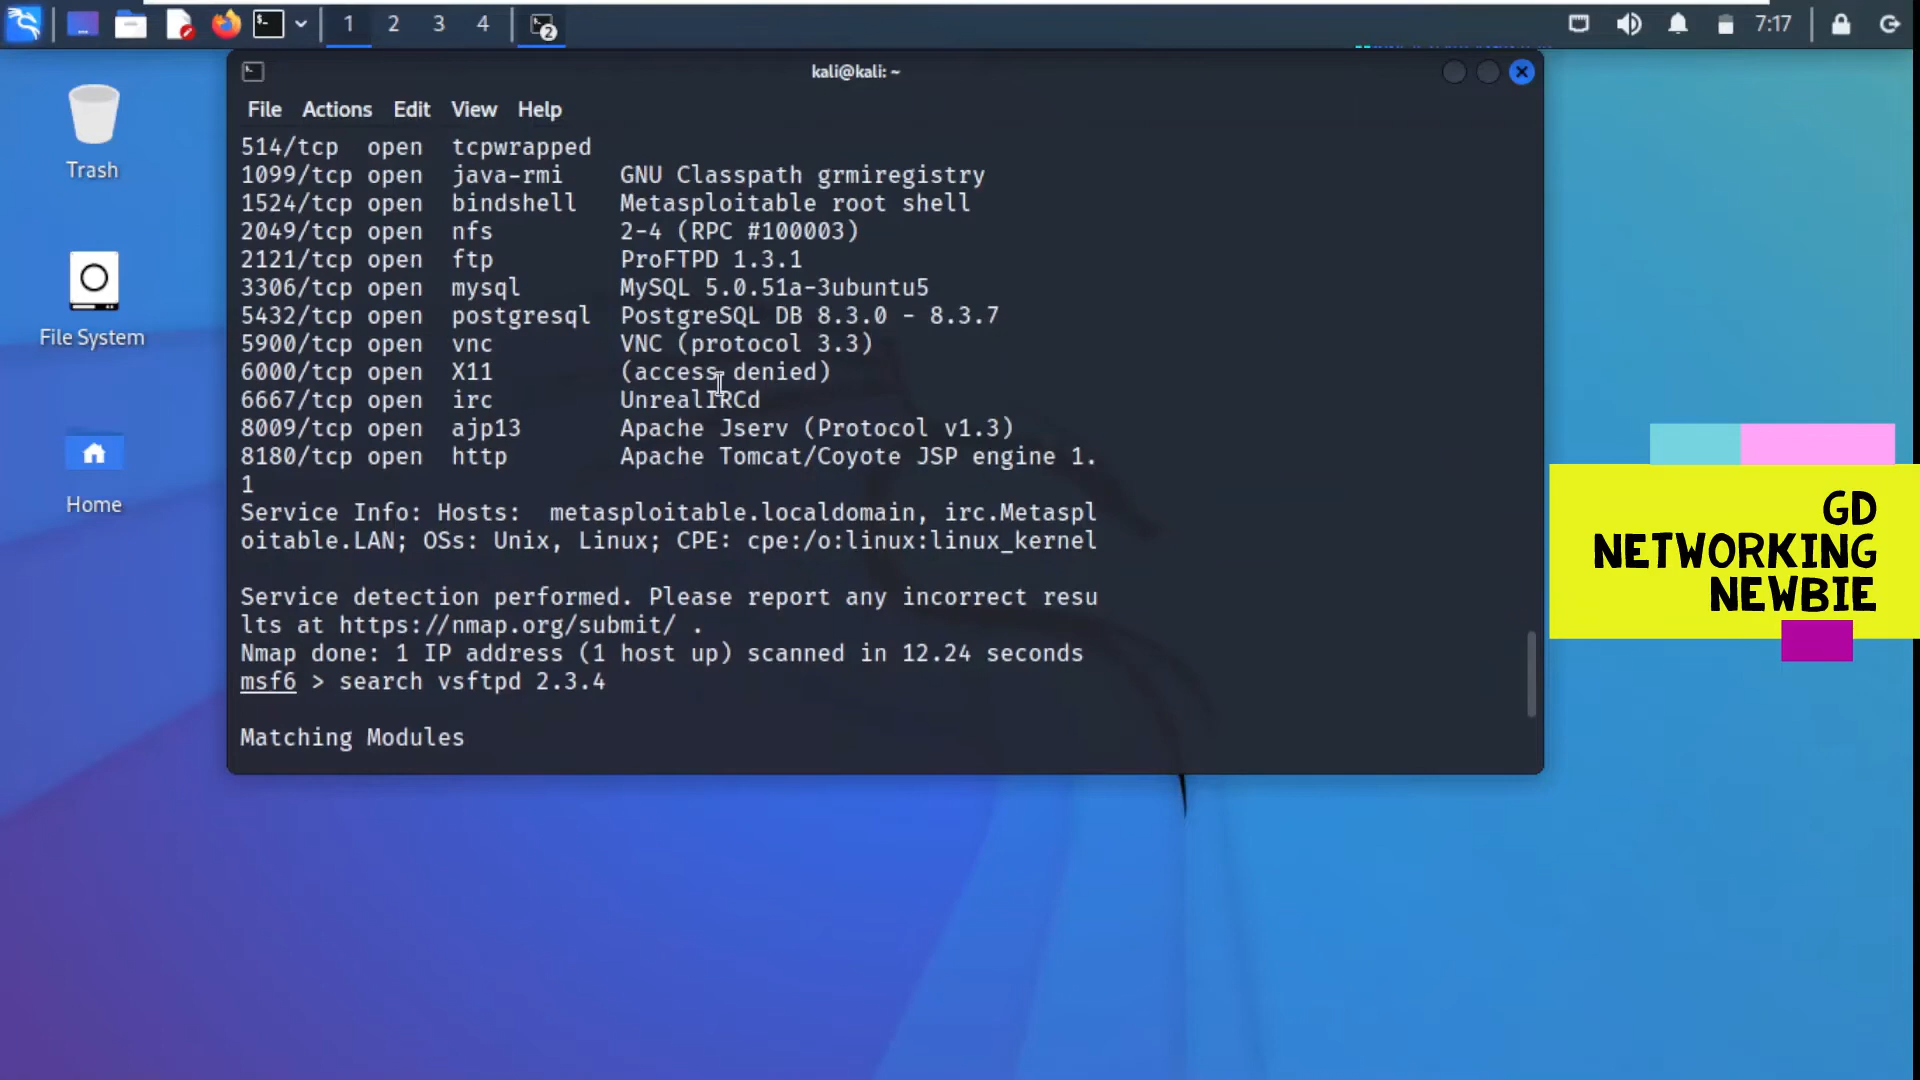 1 2 3 4 2 7:17
kali@kali: ~
File Actions Edit View Help
Trash
File System
Home
514/tcp open tcpwrapped
1099/tcp open java-rmi GNU Classpath grmiregistry
1524/tcp open bindshell Metasploitable root shell
2049/tcp open nfs 2-4 (RPC #100003)
2121/tcp open ftp ProFTPD 1.3.1
3306/tcp open mysql MySQL 5.0.51a-3ubuntu5
5432/tcp open postgresql PostgreSQL DB 8.3.0 - 8.3.7
5900/tcp open vnc VNC (protocol 3.3)
6000/tcp open X11 (access denied)
6667/tcp open irc UnrealIRCd
8009/tcp open ajp13 Apache Jserv (Protocol v1.3)
8180/tcp open http Apache Tomcat/Coyote JSP engine 1.
1
Service Info: Hosts: metasploitable.localdomain, irc.Metaspl
oitable.LAN; OSs: Unix, Linux; CPE: cpe:/o:linux:linux_kernel
Service detection performed. Please report any incorrect resu
lts at https://nmap.org/submit/ .
Nmap done: 1 IP address (1 host up) scanned in 12.24 seconds
msf6 > search vsftpd 2.3.4
Matching Modules
GD
NETWORKING
NEWBIE